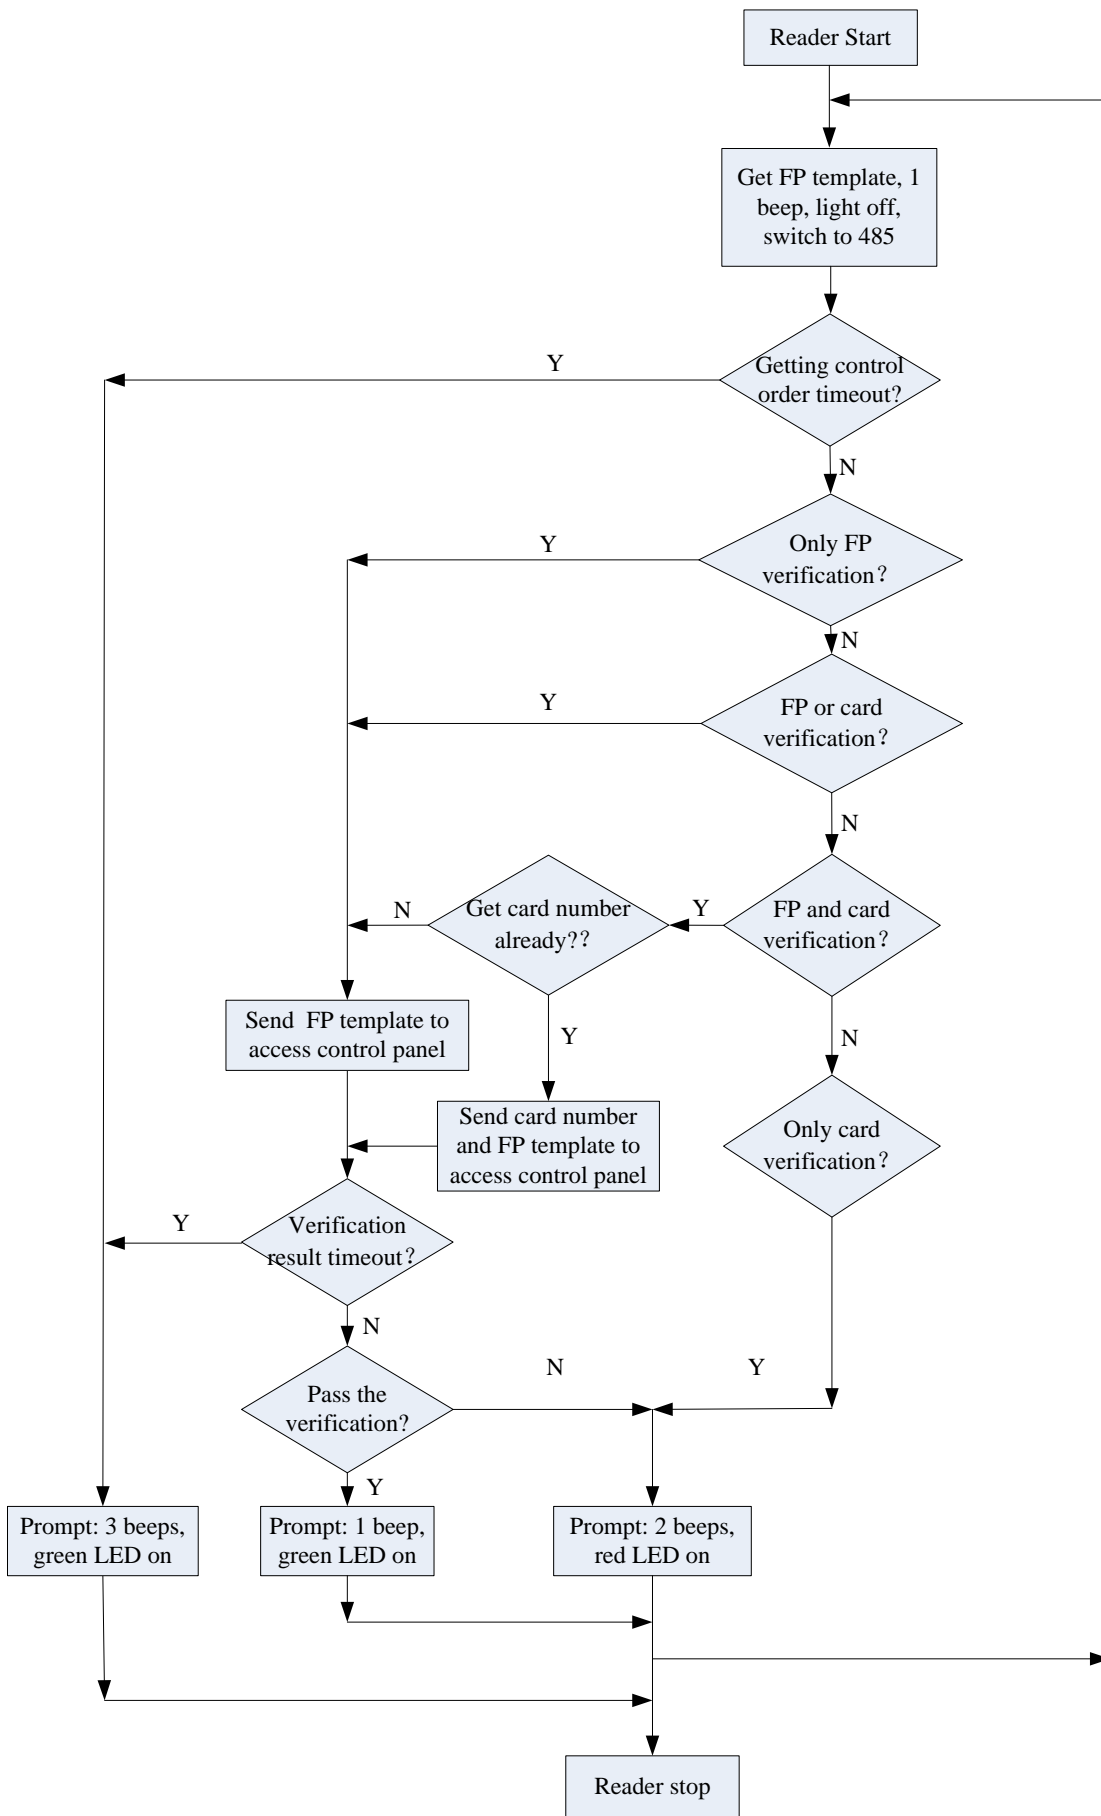 Reader Start
Get FP template, 1
beep, light off,
switch to 485
Y
Getting control
order timeout?
N
Y
Only FP
verification？
N
Y
FP or card
verification？
N
Get card number
already?？
N
Y
FP and card
verification？
Send  FP template to
access control panel
Y
N
Send card number
and FP template to
access control panel
Only card
verification？
Y
Verification
result timeout？
N
N
Y
Pass the
verification?
Y
Prompt: 3 beeps,
green LED on
Prompt: 1 beep,
green LED on
Prompt: 2 beeps,
red LED on
Reader stop